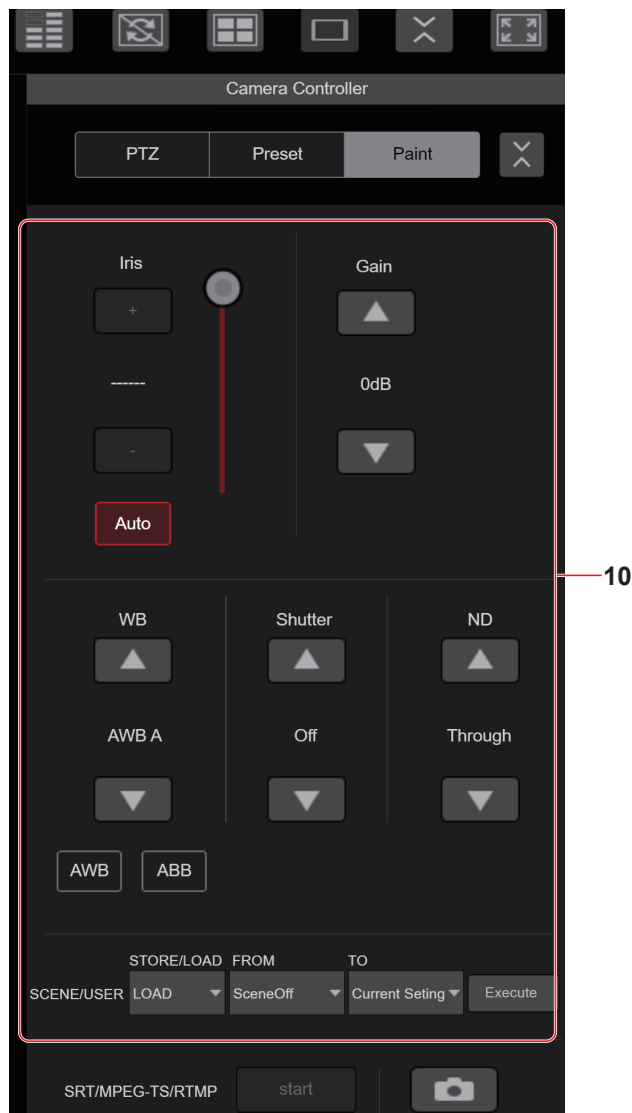 Camera Controller
PTZ Preset Paint
Iris Gain
+
------ 0dB
-
Auto
10
WB Shutter ND
AWB A Off Through
AWB ABB
STORE/LOAD FROM TO
SCENE/USER LOAD SceneOff Current Seting Execute
SRT/MPEG-TS/RTMP start